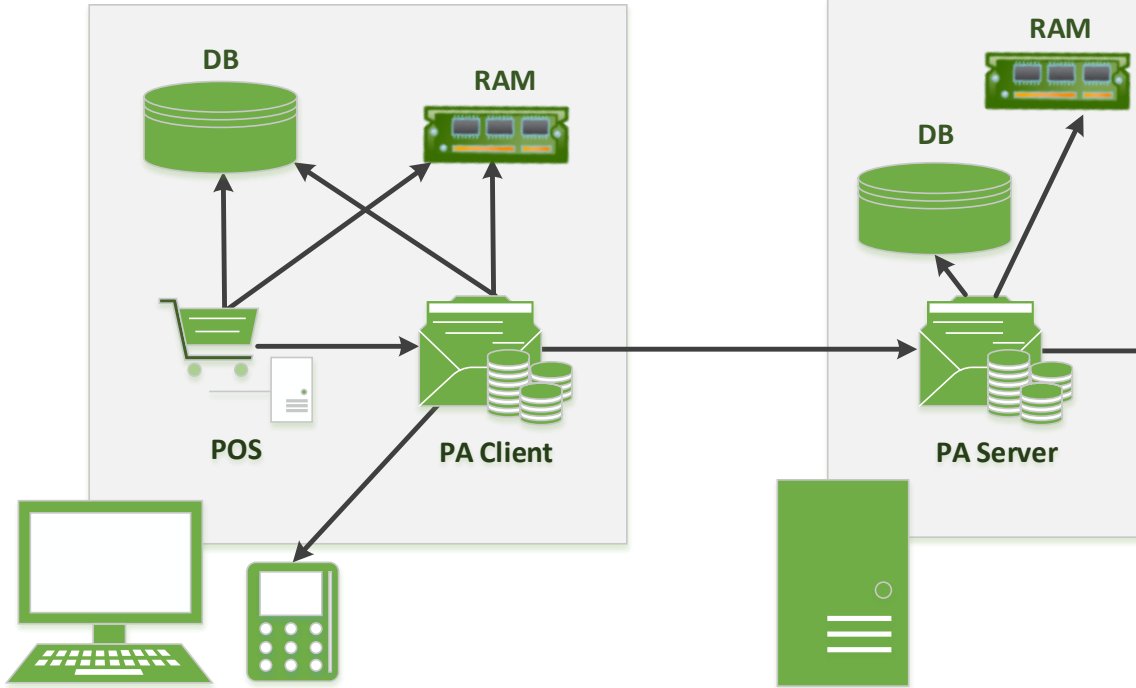 DB
RAM
POS
PA Client
RAM
DB
PA Server